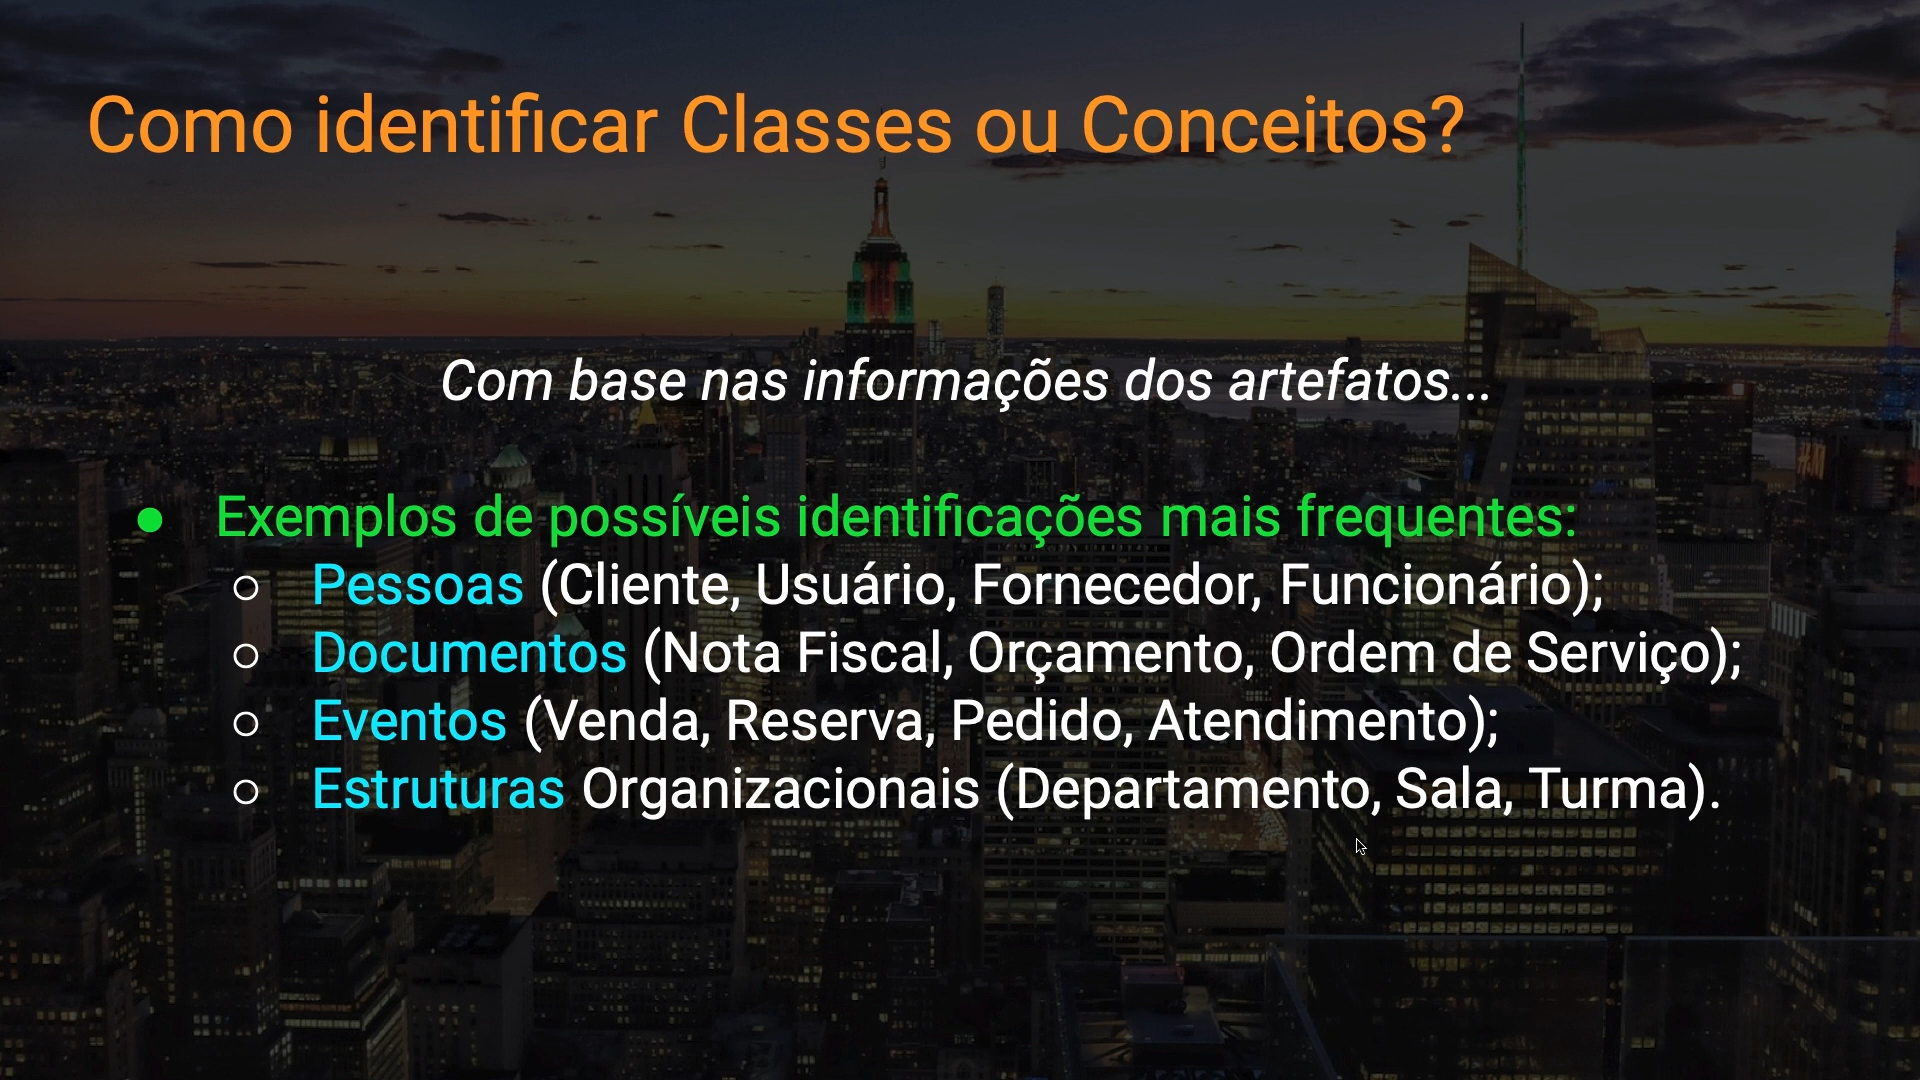 Como identificar Classes ou Conceitos?
Com base nas informações dos artefatos...
● Exemplos de possíveis identificações mais frequentes:
○ Pessoas (Cliente, Usuário, Fornecedor, Funcionário);
○ Documentos (Nota Fiscal, Orçamento, Ordem de Serviço);
○ Eventos (Venda, Reserva, Pedido, Atendimento);
○ Estruturas Organizacionais (Departamento, Sala, Turma).
H&M